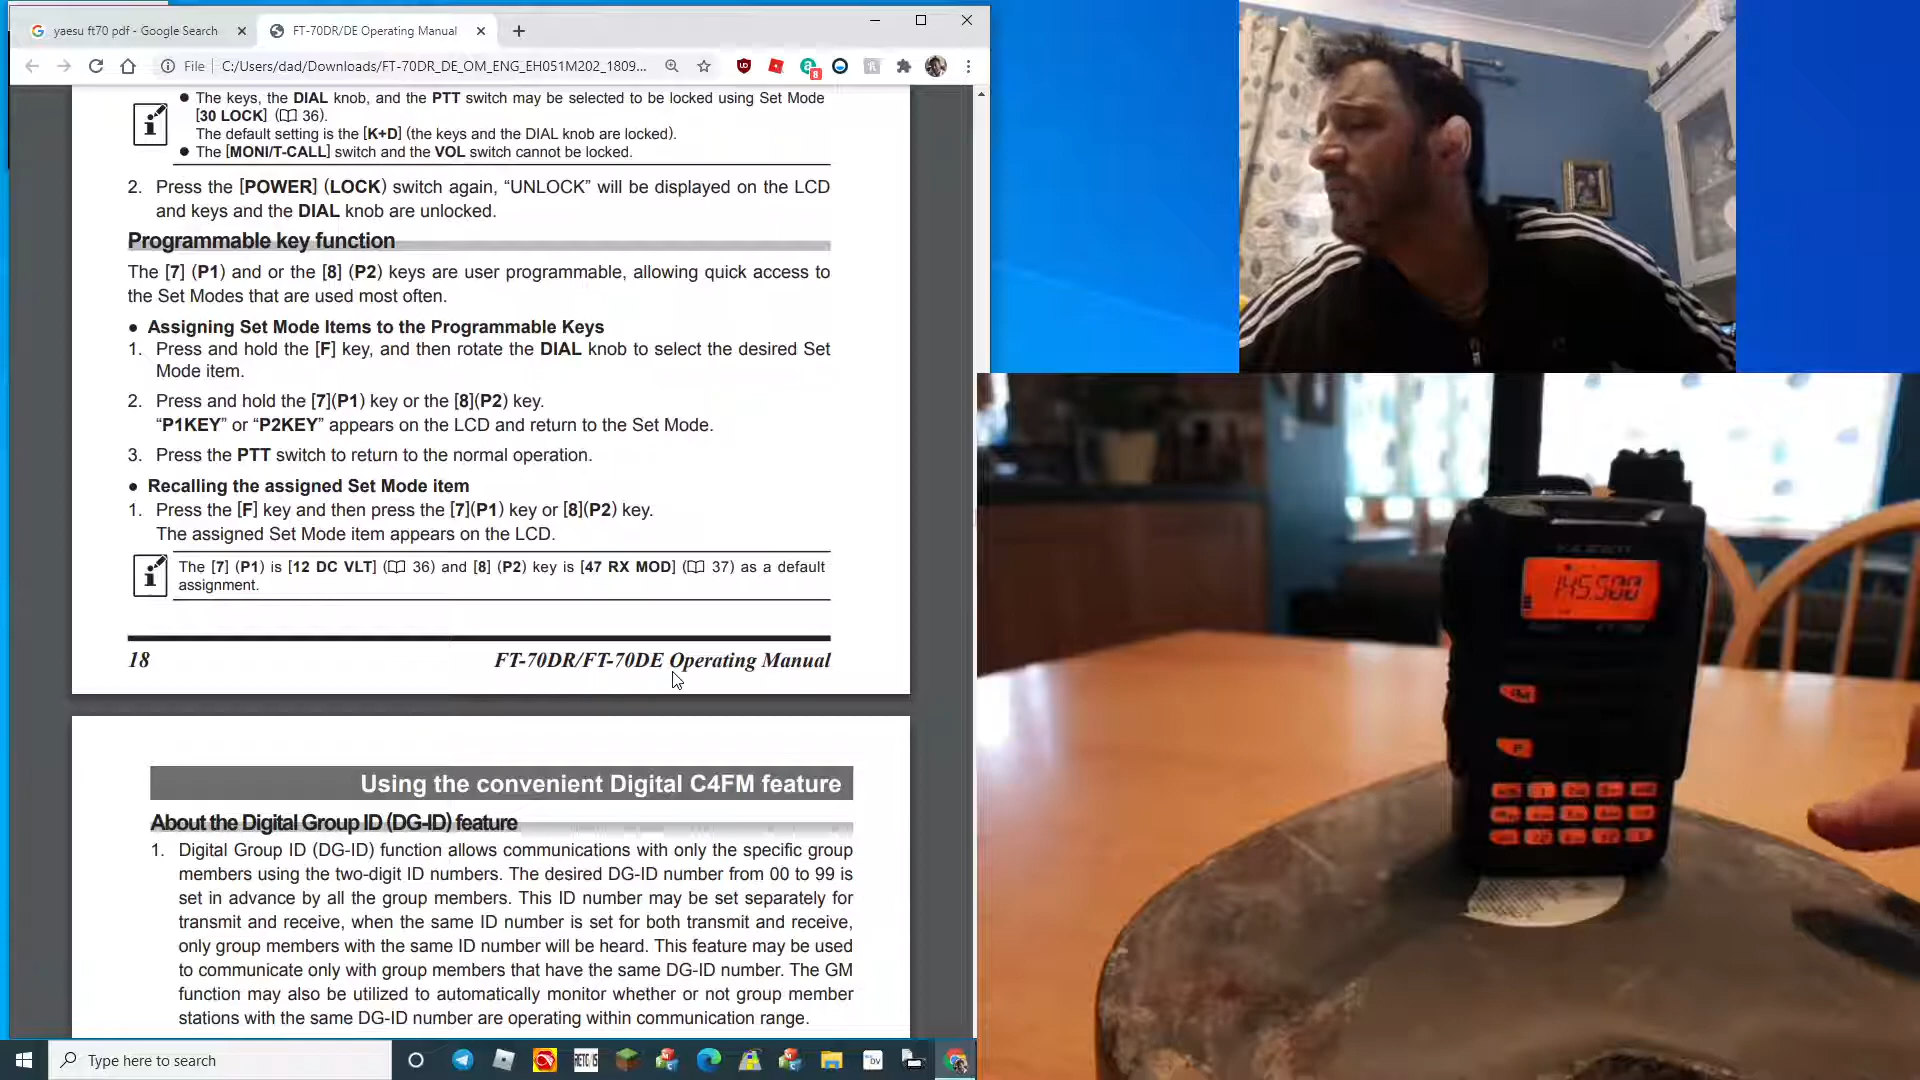 yaesu ft70 pdf - Google Search
FT-70DR/DE Operating Manual
File
C:/Users/dad/Downloads/FT-70DR_DE_OM_ENG_EH051M202_1809...
8
● The keys, the DIAL knob, and the PTT switch may be selected to be locked using Set Mode
[30 LOCK] ( 36).
The default setting is the [K+D] (the keys and the DIAL knob are locked).
● The [MONI/T-CALL] switch and the VOL switch cannot be locked.
2. Press the [POWER] (LOCK) switch again, “UNLOCK” will be displayed on the LCD
and keys and the DIAL knob are unlocked.
Programmable key function
The [7] (P1) and or the [8] (P2) keys are user programmable, allowing quick access to
the Set Modes that are used most often.
● Assigning Set Mode Items to the Programmable Keys
1. Press and hold the [F] key, and then rotate the DIAL knob to select the desired Set
Mode item.
2. Press and hold the [7](P1) key or the [8](P2) key.
“P1KEY” or “P2KEY” appears on the LCD and return to the Set Mode.
3. Press the PTT switch to return to the normal operation.
● Recalling the assigned Set Mode item
1. Press the [F] key and then press the [7](P1) key or [8](P2) key.
The assigned Set Mode item appears on the LCD.
The [7] (P1) is [12 DC VLT] ( 36) and [8] (P2) key is [47 RX MOD] ( 37) as a default
assignment.
18
FT-70DR/FT-70DE Operating Manual
Using the convenient Digital C4FM feature
About the Digital Group ID (DG-ID) feature
1. Digital Group ID (DG-ID) function allows communications with only the specific group
members using the two-digit ID numbers. The desired DG-ID number from 00 to 99 is
set in advance by all the group members. This ID number may be set separately for
transmit and receive, when the same ID number is set for both transmit and receive,
only group members with the same ID number will be heard. This feature may be used
to communicate only with group members that have the same DG-ID number. The GM
function may also be utilized to automatically monitor whether or not group member
stations with the same DG-ID number are operating within communication range.
Type here to search
145.500
F